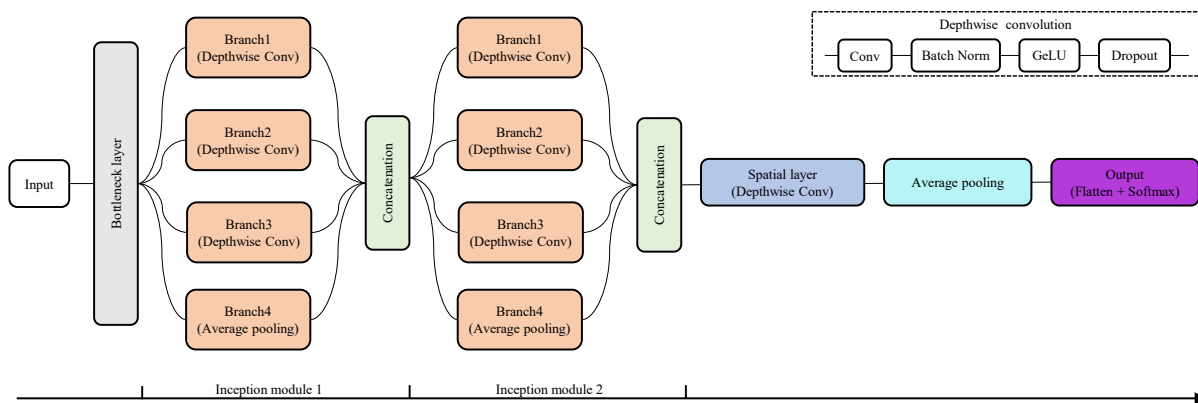 Depthwise convolution
Conv
Batch Norm
GeLU
Dropout
Input
Bottleneck layer
Branch1
(Depthwise Conv)
Branch2
(Depthwise Conv)
Branch3
(Depthwise Conv)
Branch4
(Average pooling)
Concatenation
Branch1
(Depthwise Conv)
Branch2
(Depthwise Conv)
Branch3
(Depthwise Conv)
Branch4
(Average pooling)
Concatenation
Spatial layer
(Depthwise Conv)
Average pooling
Output
(Flatten + Softmax)
Inception module 1
Inception module 2